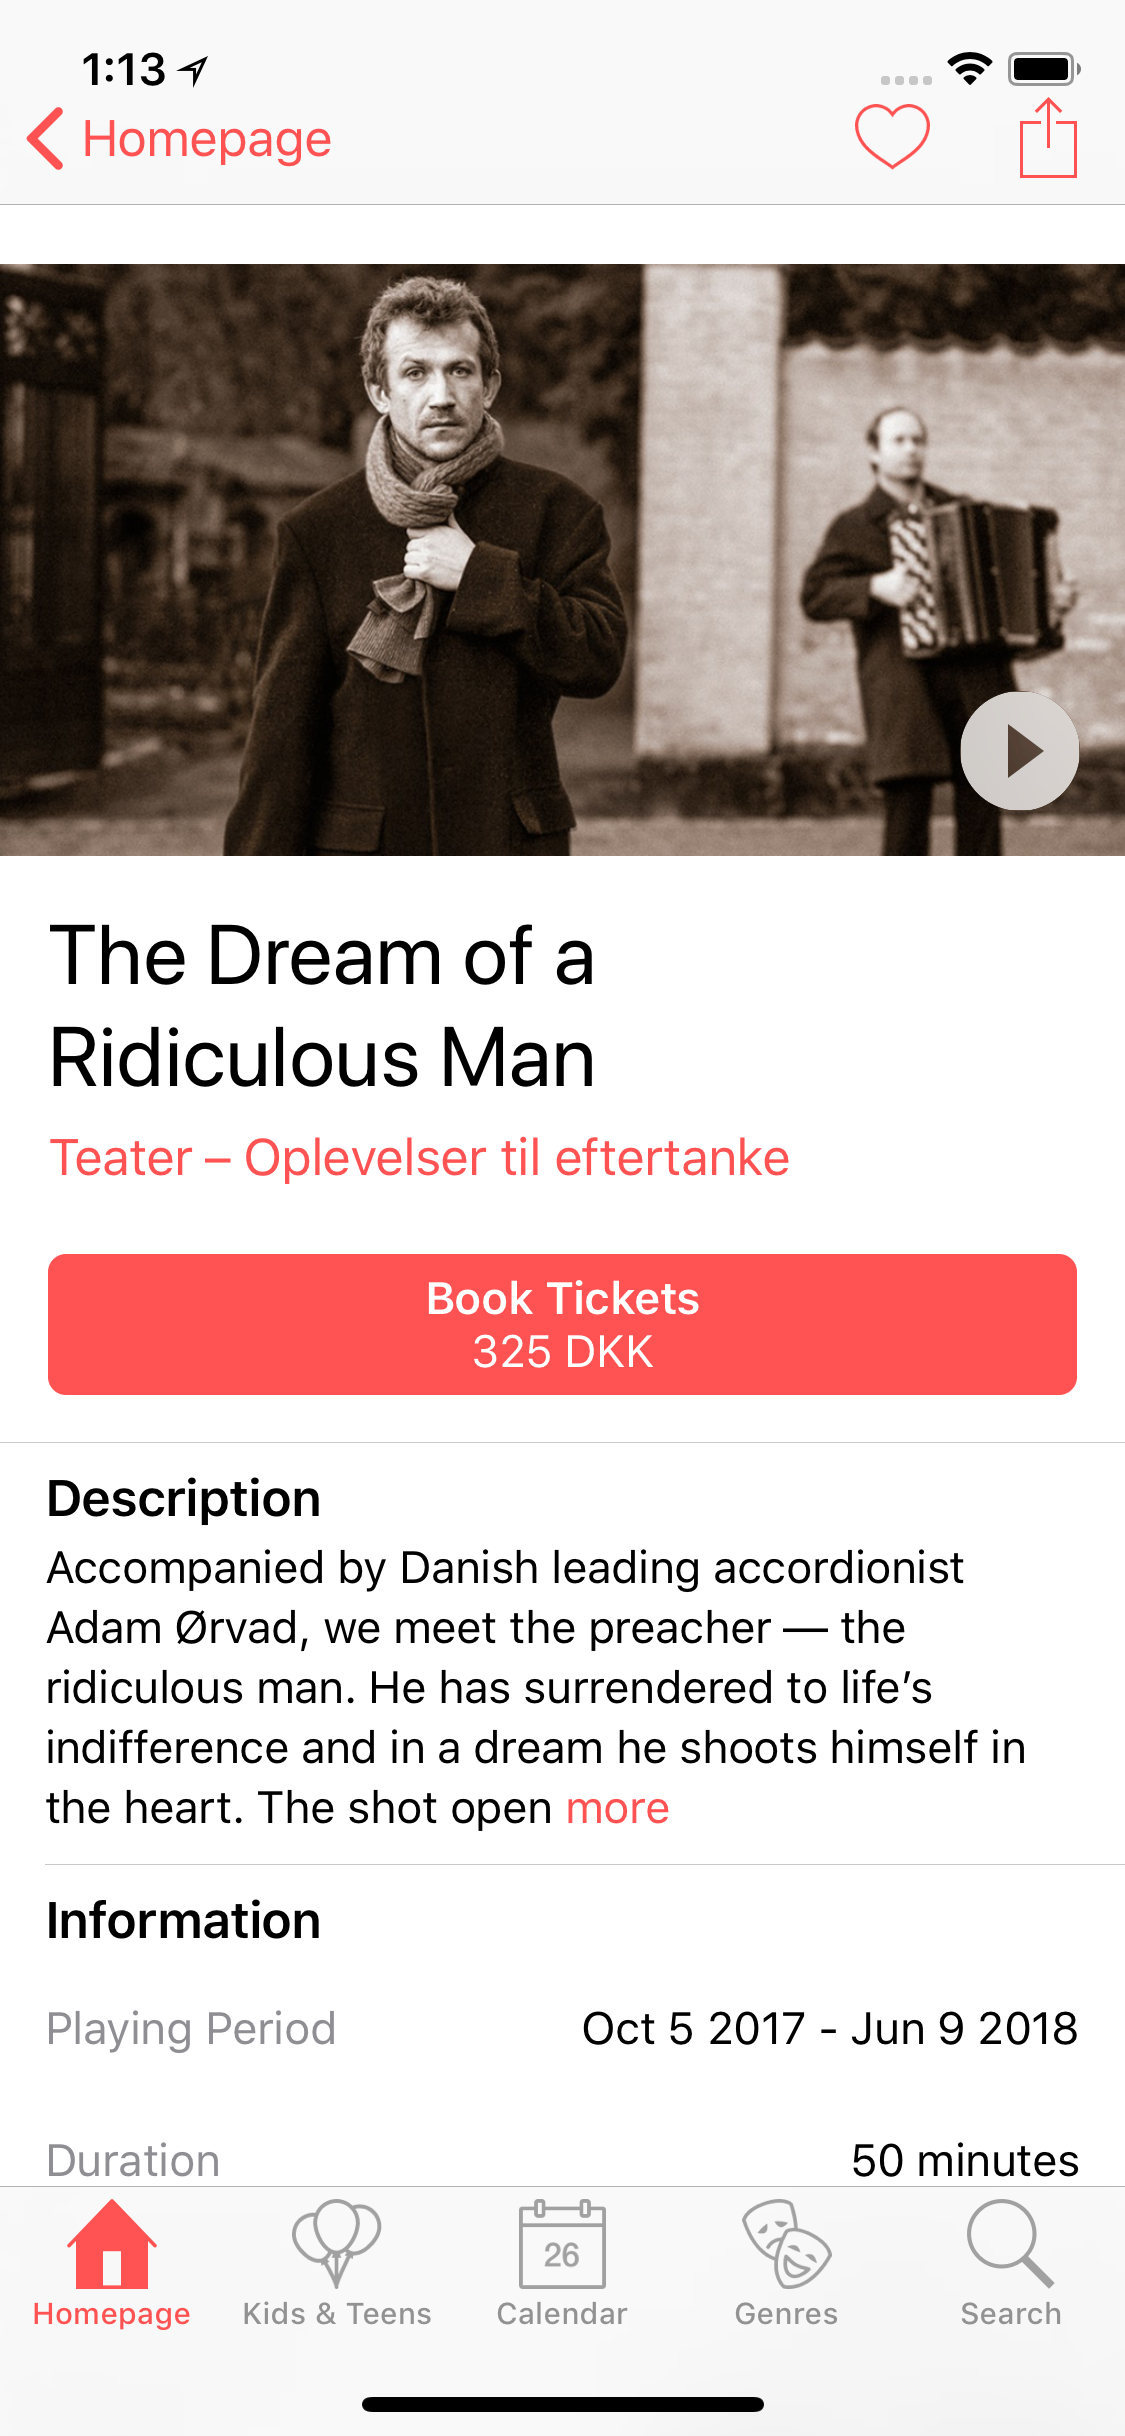 1:13
Homepage
The Dream of a
Ridiculous Man
Teater – Oplevelser til eftertanke
Book Tickets
325 DKK
Description
Accompanied by Danish leading accordionist
Adam Ørvad, we meet the preacher — the
ridiculous man. He has surrendered to life’s
indifference and in a dream he shoots himself in
the heart. The shot open more
Information
Playing Period Oct 5 2017 - Jun 9 2018
Duration 50 minutes
26
Homepage Kids & Teens Calendar Genres Search